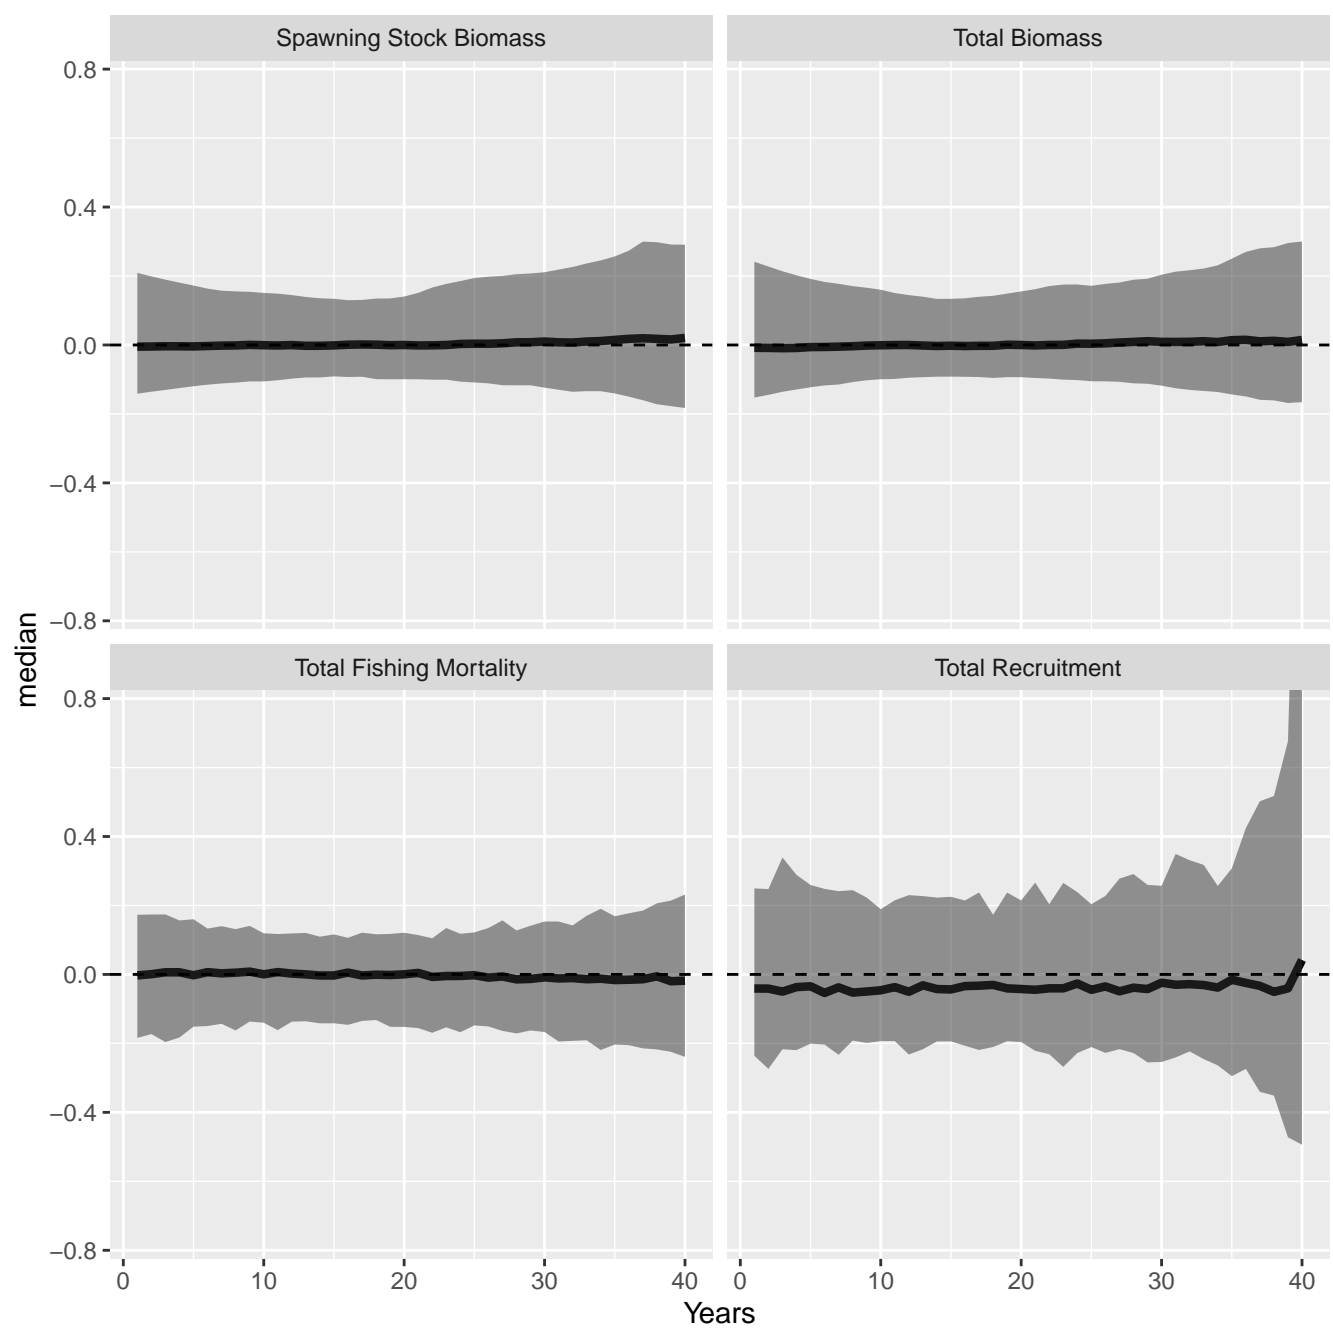 Spawning Stock Biomass
Total Biomass
0.8
0.4
0.0
−0.4
−0.8
median
Total Fishing Mortality
Total Recruitment
0.8
0.4
0.0
−0.4
−0.8
0 10 20 30 40
0 10 20 30 40
Years